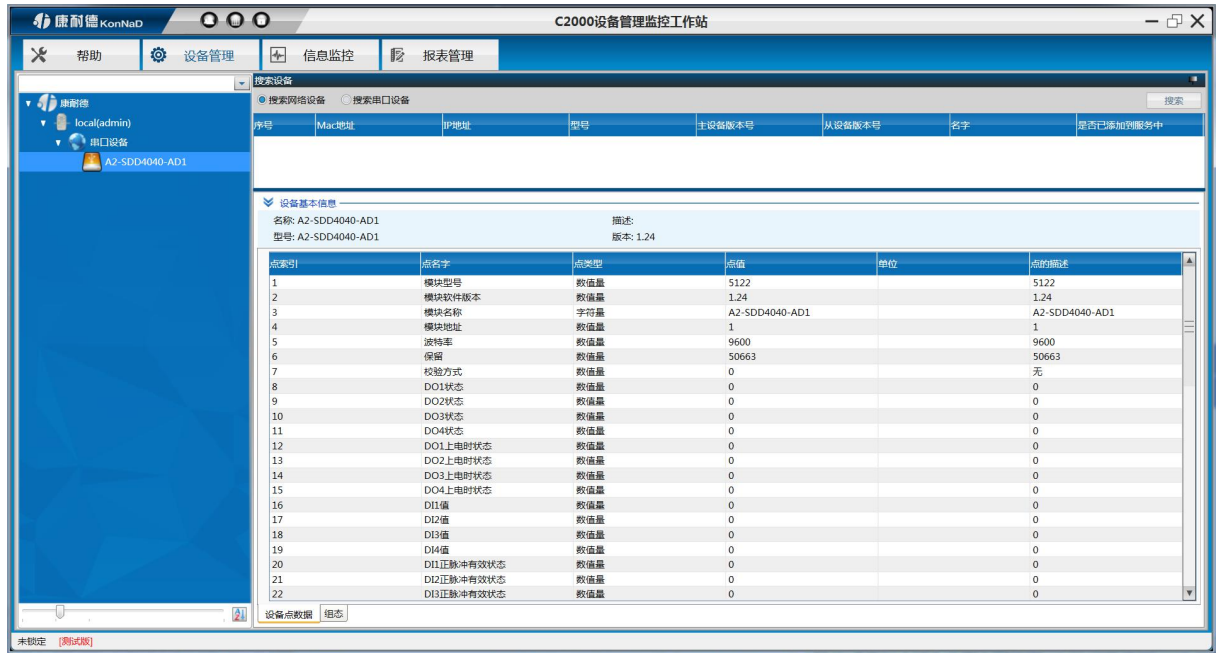 康耐德 KonNaD C2000设备管理监控工作站
帮助 设备管理 信息监控 报表管理
搜索设备
搜索网络设备 搜索串口设备 搜索
序号 Mac地址 IP地址 型号 主设备版本号 从设备版本号 名字 是否已添加到服务中
康耐德
local(admin)
串口设备
A2-SDD4040-AD1
设备基本信息
名称: A2-SDD4040-AD1 描述:
型号: A2-SDD4040-AD1 版本: 1.24
点索引 点名字 点类型 点值 单位 点的描述
1 模块型号 数值量 5122 5122
2 模块软件版本 数值量 1.24 1.24
3 模块名称 字符量 A2-SDD4040-AD1 A2-SDD4040-AD1
4 模块地址 数值量 1 1
5 波特率 数值量 9600 9600
6 保留 数值量 50663 50663
7 校验方式 数值量 0 无
8 DO1状态 数值量 0 0
9 DO2状态 数值量 0 0
10 DO3状态 数值量 0 0
11 DO4状态 数值量 0 0
12 DO1上电时状态 数值量 0 0
13 DO2上电时状态 数值量 0 0
14 DO3上电时状态 数值量 0 0
15 DO4上电时状态 数值量 0 0
16 DI1值 数值量 0 0
17 DI2值 数值量 0 0
18 DI3值 数值量 0 0
19 DI4值 数值量 0 0
20 DI1正脉冲有效状态 数值量 0 0
21 DI2正脉冲有效状态 数值量 0 0
22 DI3正脉冲有效状态 数值量 0 0
设备点数据 组态
未锁定 [测试版]